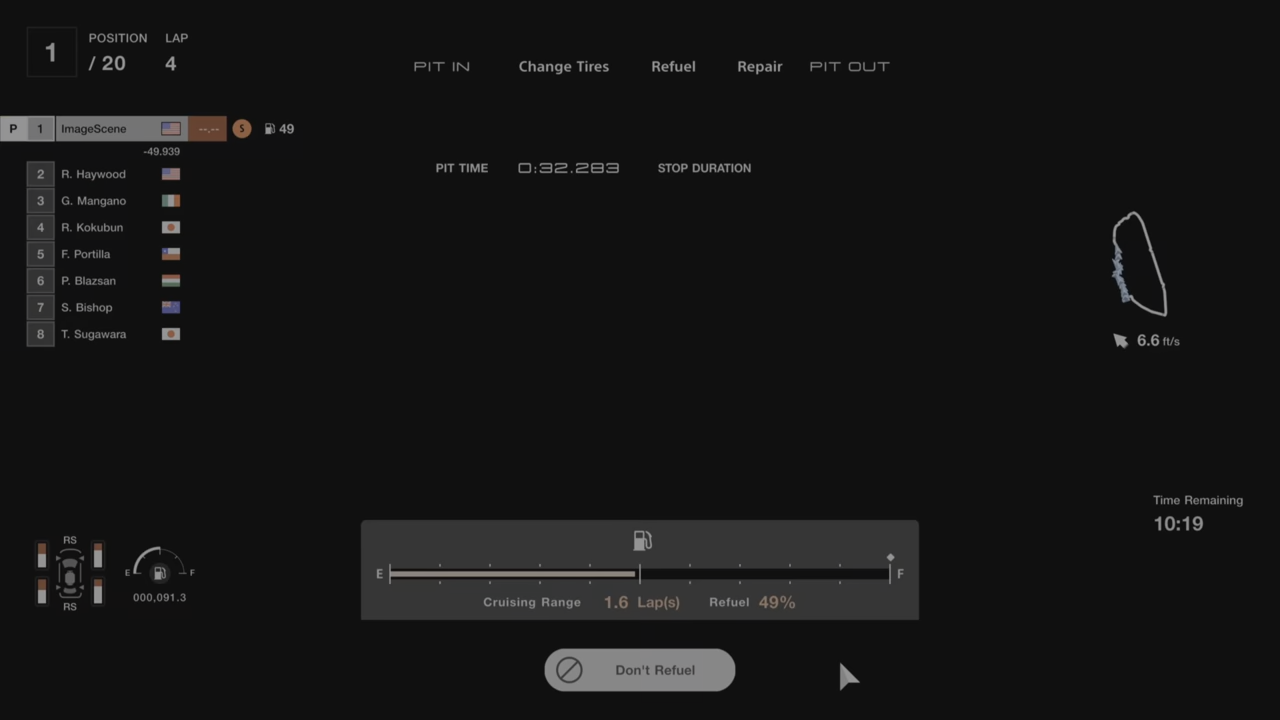 1
POSITION
/ 20
LAP
4
PIT IN
Change Tires
Refuel
Repair
PIT OUT
P 1 ImageScene --.-- S 49
-49.939
2 R. Haywood
3 G. Mangano
4 R. Kokubun
5 F. Portilla
6 P. Blazsan
7 S. Bishop
8 T. Sugawara
PIT TIME 0:32.283 STOP DURATION
6.6 ft/s
Time Remaining
10:19
RS
RS
E F
000,091.3
E F
Cruising Range 1.6 Lap(s) Refuel 49%
Don't Refuel